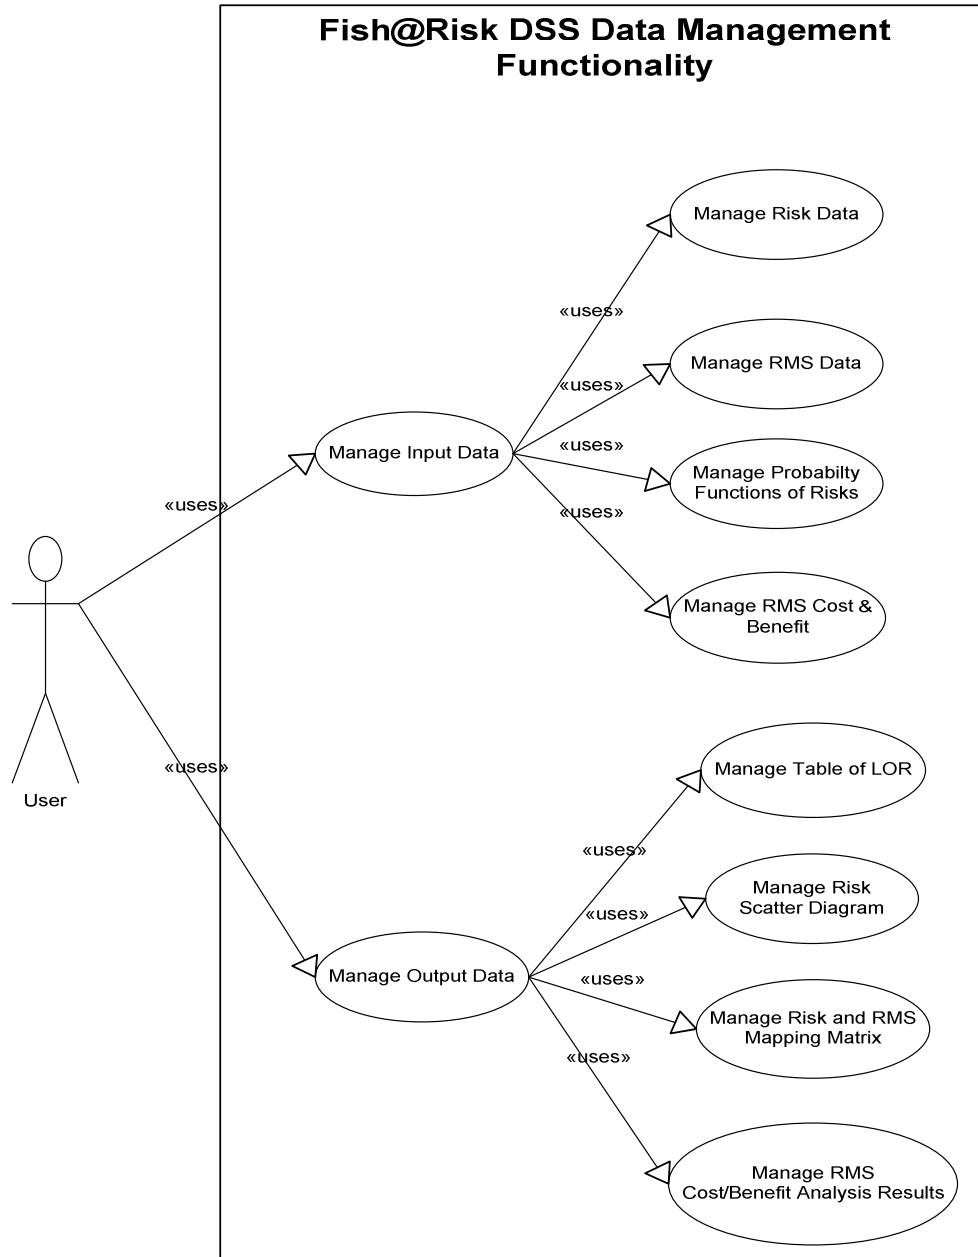 Fish@Risk DSS Data Management
Functionality
Manage Risk Data
«uses»
Manage RMS Data
«uses»
Manage Input Data
«uses»
Manage Probabilty
Functions of Risks
«uses»
«uses»
Manage RMS Cost &
Benefit
User
«uses»
Manage Table of LOR
«uses»
Manage Risk
Scatter Diagram
«uses»
Manage Output Data
«uses»
Manage Risk and RMS
Mapping Matrix
«uses»
Manage RMS
Cost/Benefit Analysis Results